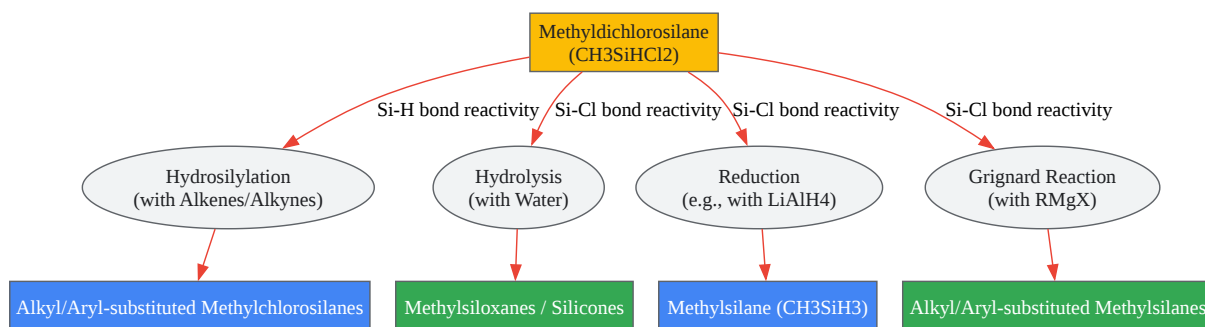 Methyldichlorosilane
(CH3SiHCl2)
Si-H bond reactivity
Si-Cl bond reactivity
Si-Cl bond reactivity
Si-Cl bond reactivity
Hydrosilylation
(with Alkenes/Alkynes)
Hydrolysis
(with Water)
Reduction
(e.g., with LiAlH4)
Grignard Reaction
(with RMgX)
Alkyl/Aryl-substituted Methylchlorosilanes
Methylsiloxanes / Silicones
Methylsilane (CH3SiH3)
Alkyl/Aryl-substituted Methylsilanes